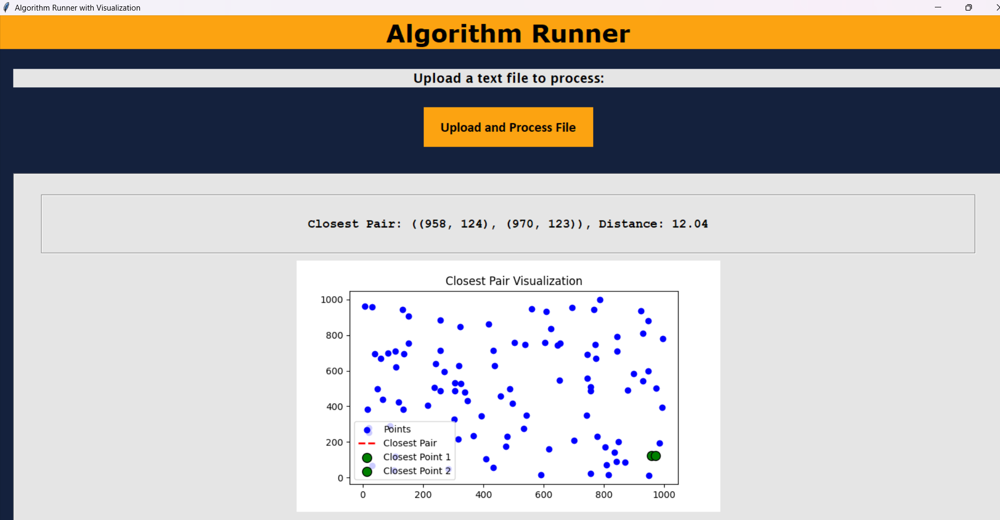 Algorithm Runner with Visualization
Algorithm Runner
Upload a text file to process:
Upload and Process File
Closest Pair: ((958, 124), (970, 123)), Distance: 12.04
Closest Pair Visualization
1000
800
600
400
200
0
Points
Closest Pair
Closest Point 1
Closest Point 2
0 200 400 600 800 1000